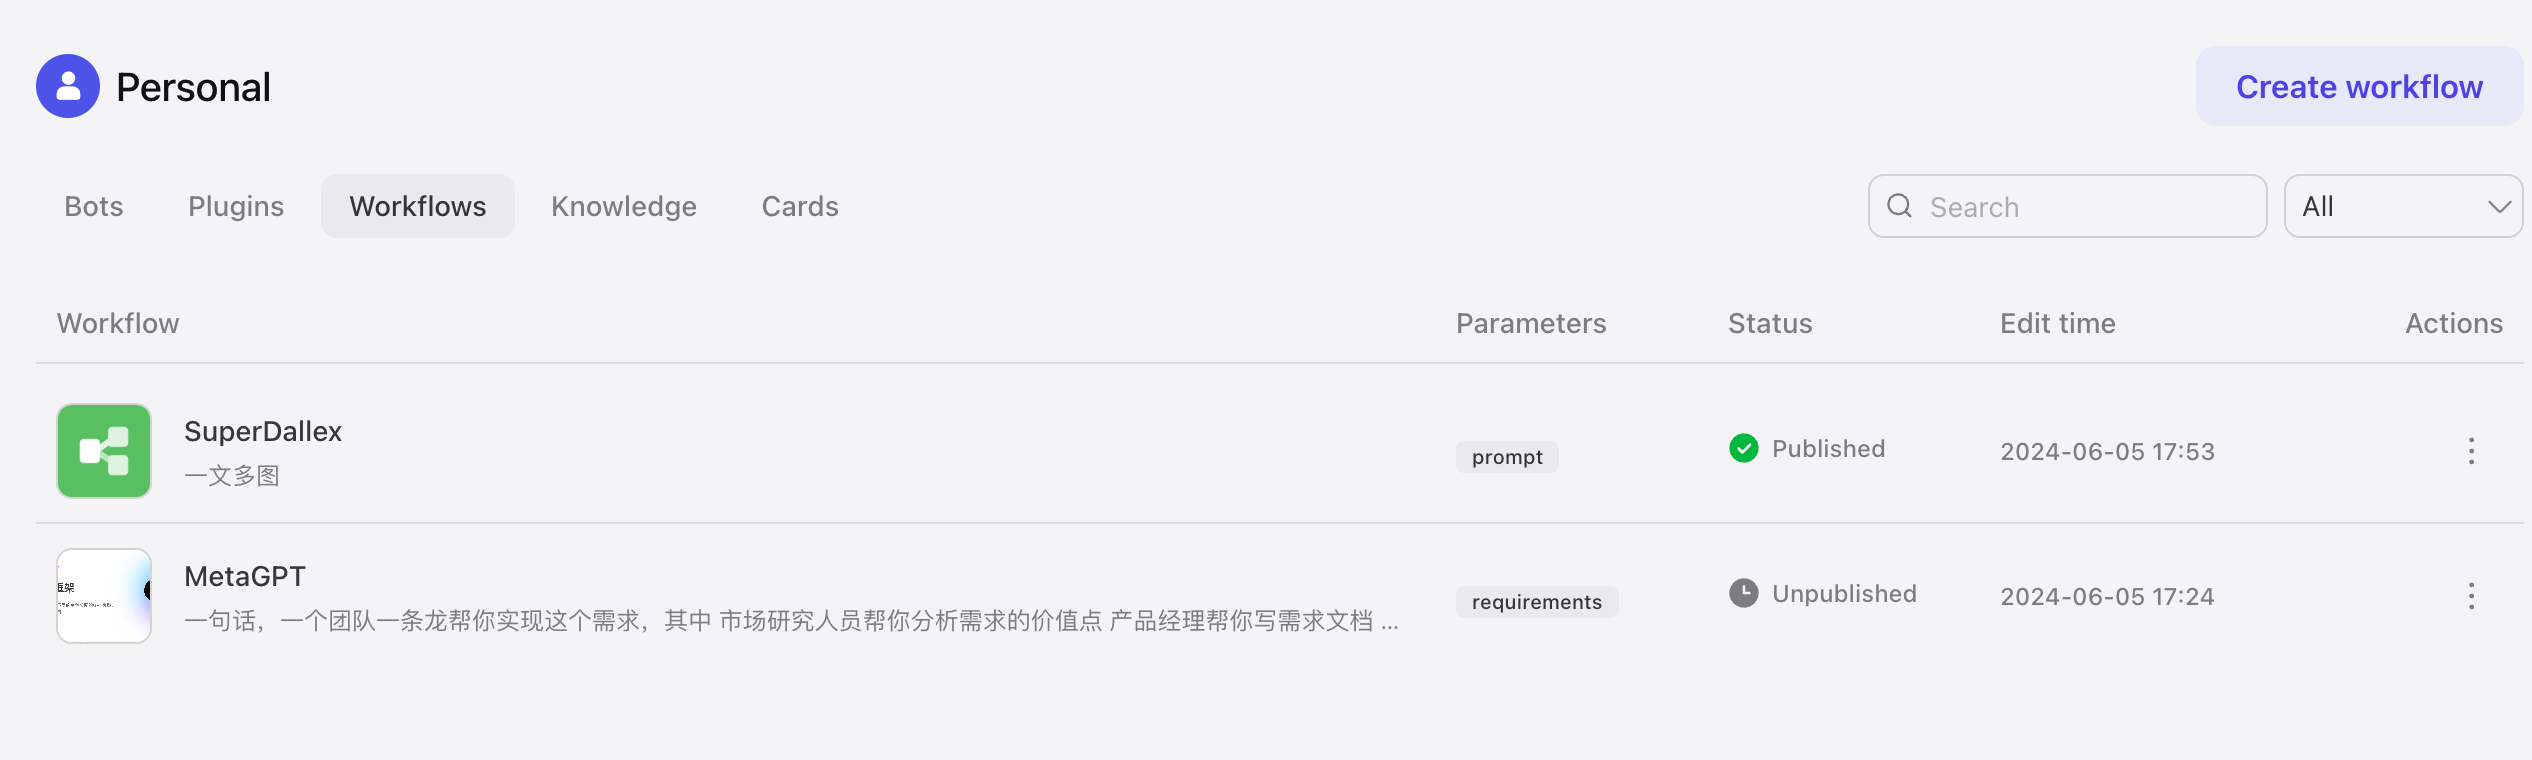 Personal
Create workflow
Bots Plugins Workflows Knowledge Cards
Search
All
Workflow Parameters Status Edit time Actions
SuperDallex
一文多图
prompt
Published
2024-06-05 17:53
框架
MetaGPT
一句话，一个团队一条龙帮你实现这个需求，其中 市场研究人员帮你分析需求的价值点 产品经理帮你写需求文档 ...
requirements
Unpublished
2024-06-05 17:24